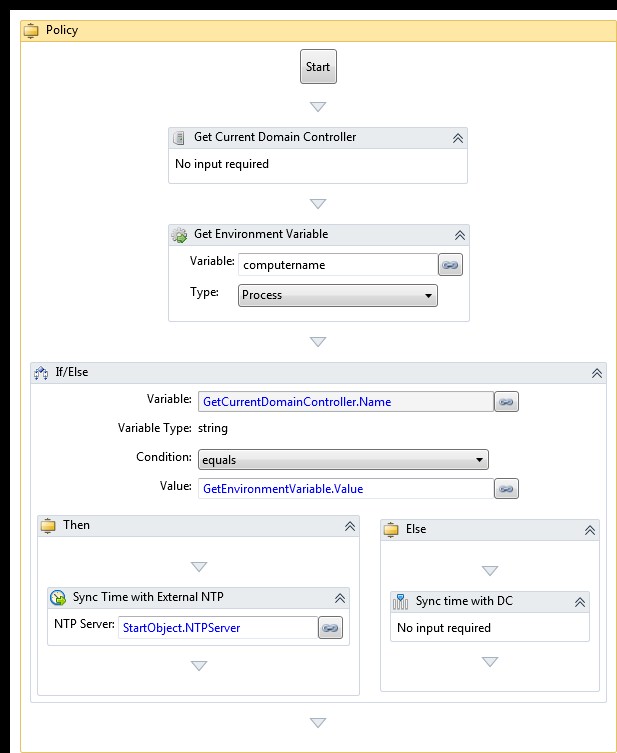 Policy
Start
Get Current Domain Controller
No input required
Get Environment Variable
Variable: computername
Type: Process
If/Else
Variable: GetCurrentDomainController.Name
Variable Type: string
Condition: equals
Value: GetEnvironmentVariable.Value
Then
Sync Time with External NTP
NTP Server: StartObject.NTPServer
Else
Sync time with DC
No input required